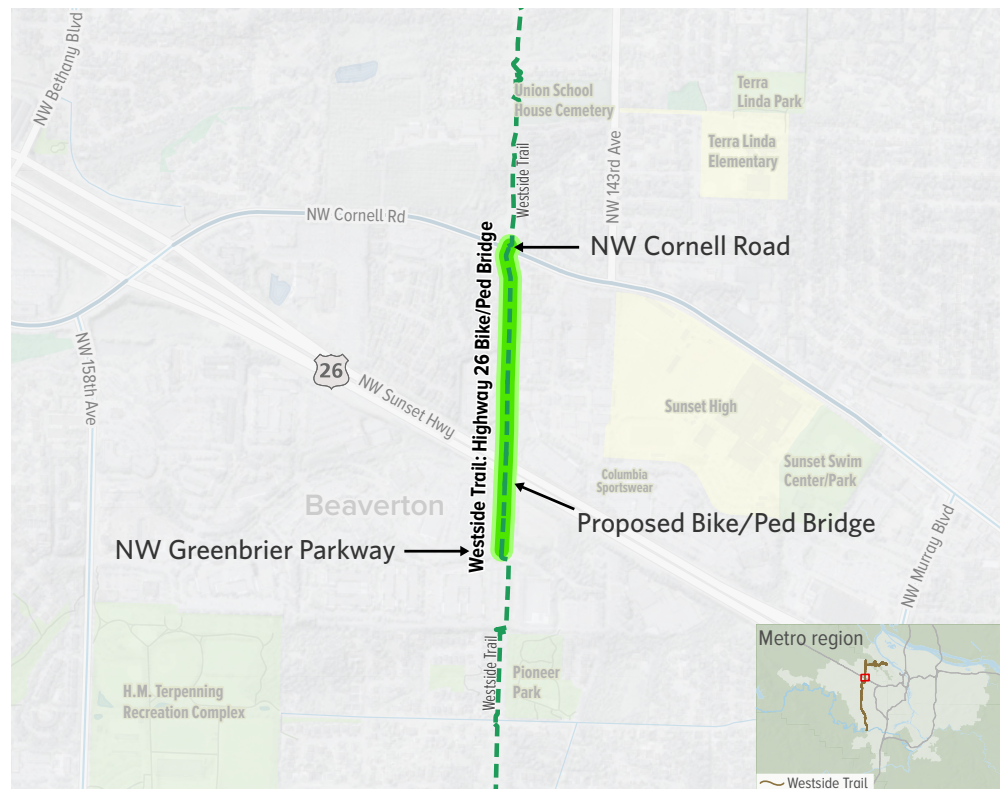 NW Bethany Blvd
Union School
House Cemetery
Terra
Linda Park
Terra Linda
Elementary
NW 143rd Ave
Westside Trail
NW Cornell Rd
NW Cornell Road
Westside Trail: Highway 26 Bike/Ped Bridge
26
NW Sunset Hwy
NW 158th Ave
Sunset High
Sunset Swim
Center/Park
Columbia
Sportswear
Beaverton
Proposed Bike/Ped Bridge
NW Greenbrier Parkway
NW Murray Blvd
Westside Trail
Pioneer
Park
H.M. Terpenning
Recreation Complex
Metro region
Westside Trail